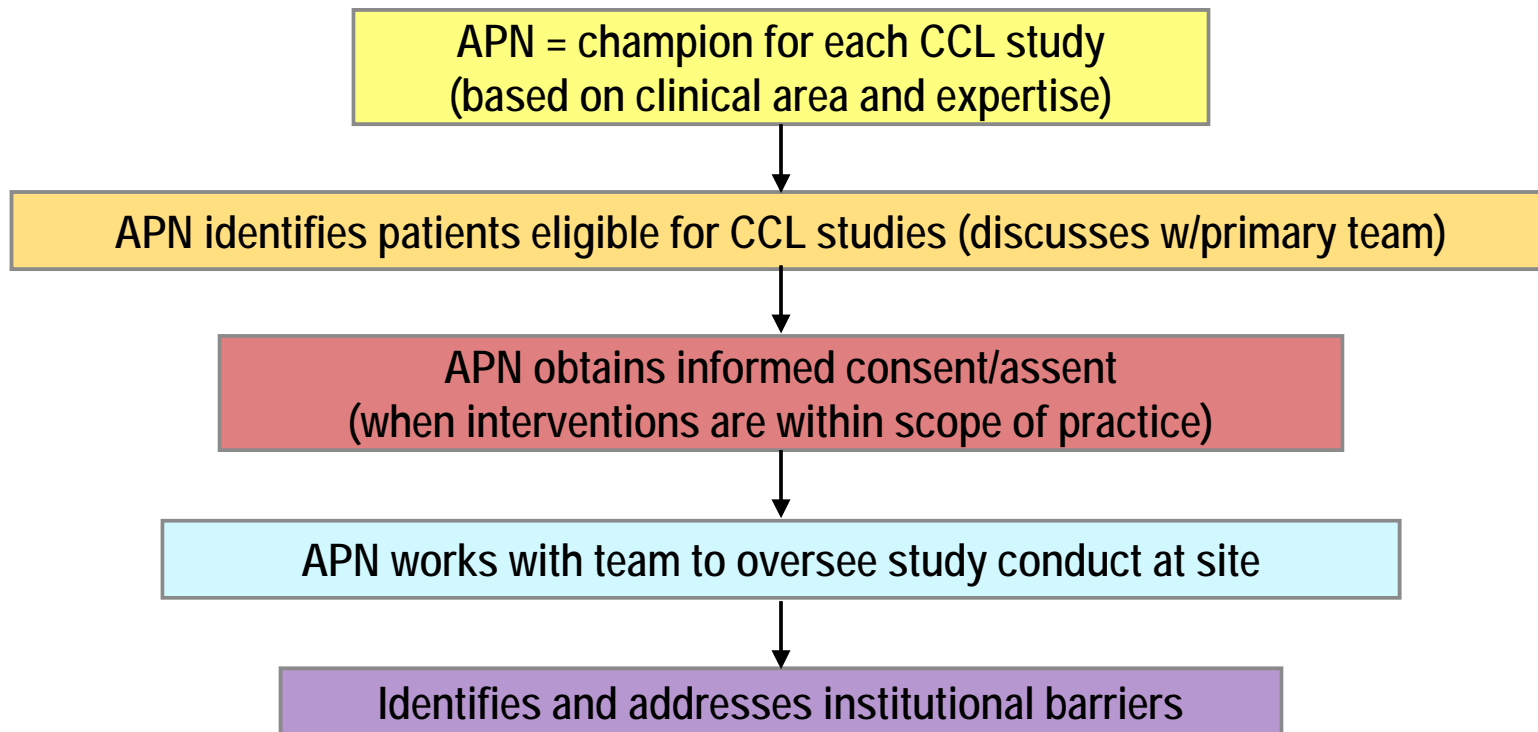 APN = champion for each CCL study
(based on clinical area and expertise)
APN identifies patients eligible for CCL studies (discusses w/primary team)
APN obtains informed consent/assent
(when interventions are within scope of practice)
APN works with team to oversee study conduct at site
Identifies and addresses institutional barriers